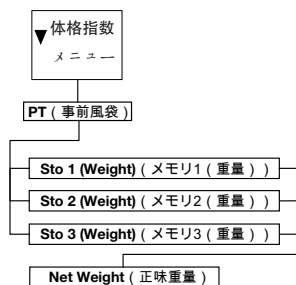 体格指数
メニュー
PT（事前風袋）
Sto 1 (Weight)（メモリ1（重量））
Sto 2 (Weight)（メモリ2（重量））
Sto 3 (Weight)（メモリ3（重量））
Net Weight（正味重量）